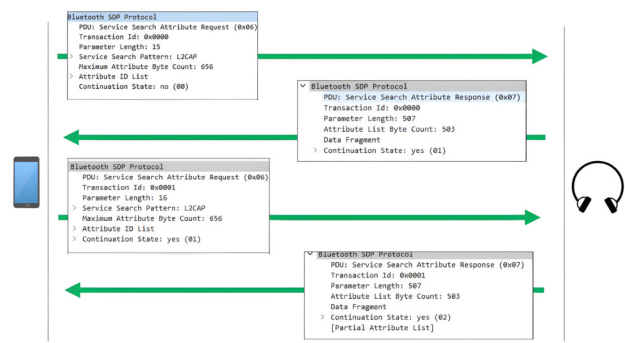 Bluetooth SDP Protocol
PDU: Service Search Attribute Request (0x06)
Transaction Id: 0x0000
Parameter Length: 15
> Service Search Pattern: L2CAP
Maximum Attribute Byte Count: 656
> Attribute ID List
Continuation State: no (00)
Bluetooth SDP Protocol
PDU: Service Search Attribute Response (0x07)
Transaction Id: 0x0000
Parameter Length: 507
Attribute List Byte Count: 503
Data Fragment
> Continuation State: yes (01)
Bluetooth SDP Protocol
PDU: Service Search Attribute Request (0x06)
Transaction Id: 0x0001
Parameter Length: 16
> Service Search Pattern: L2CAP
Maximum Attribute Byte Count: 656
> Attribute ID List
> Continuation State: yes (01)
Bluetooth SDP Protocol
PDU: Service Search Attribute Response (0x07)
Transaction Id: 0x0001
Parameter Length: 507
Attribute List Byte Count: 503
Data Fragment
> Continuation State: yes (02)
[Partial Attribute List]